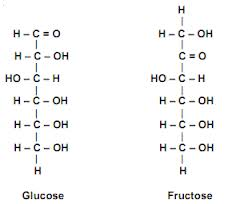 H – C = O
H – C – OH
HO – C – H
H – C – OH
H – C – OH
H – C – OH
H
Glucose
H
H – C – OH
C = O
HO – C – H
H – C – OH
H – C – OH
H – C – OH
H
Fructose